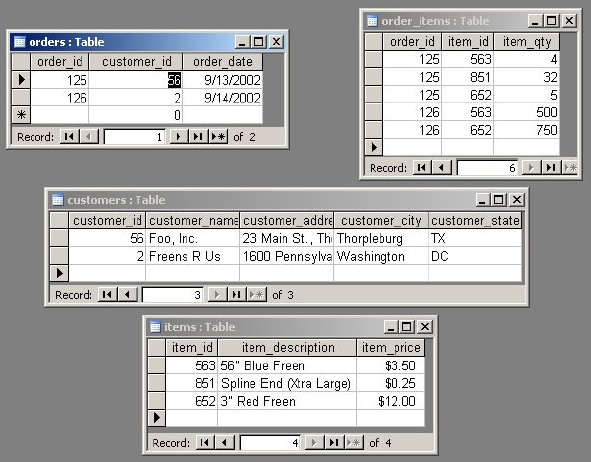 orders : Table
order_id customer_id order_date
125 56 9/13/2002
126 2 9/14/2002
0
Record: 1 of 2
order_items : Table
order_id item_id item_qty
125 563 4
125 851 32
125 652 5
126 563 500
126 652 750
Record: 6
customers : Table
customer_id customer_name customer_addre customer_city customer_state
56 Foo, Inc. 23 Main St., Th Thorpleburg TX
2 Freens R Us 1600 Pennsylva Washington DC
Record: 3 of 3
items : Table
item_id item_description item_price
563 56" Blue Freen $3.50
851 Spline End (Xtra Large) $0.25
652 3" Red Freen $12.00
Record: 4 of 4